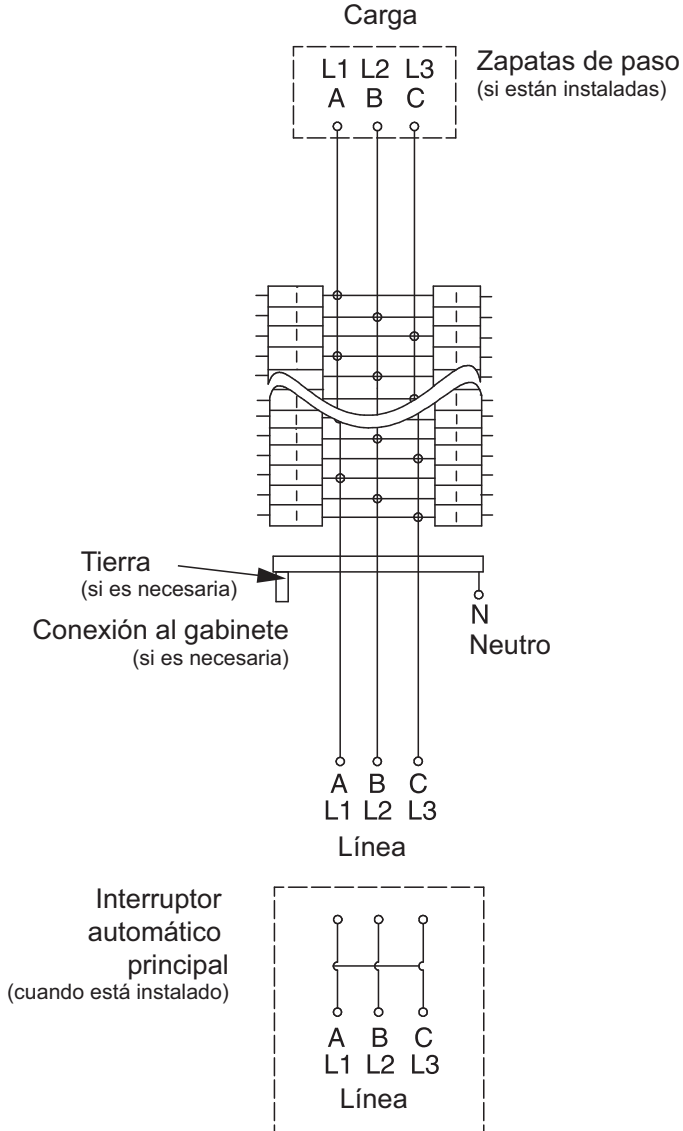 Carga
L1 L2 L3
A B C
Zapatas de paso
(si están instaladas)
Tierra
(si es necesaria)
Conexión al gabinete
(si es necesaria)
N
Neutro
A B C
L1 L2 L3
Línea
Interruptor
automático
principal
(cuando está instalado)
A B C
L1 L2 L3
Línea